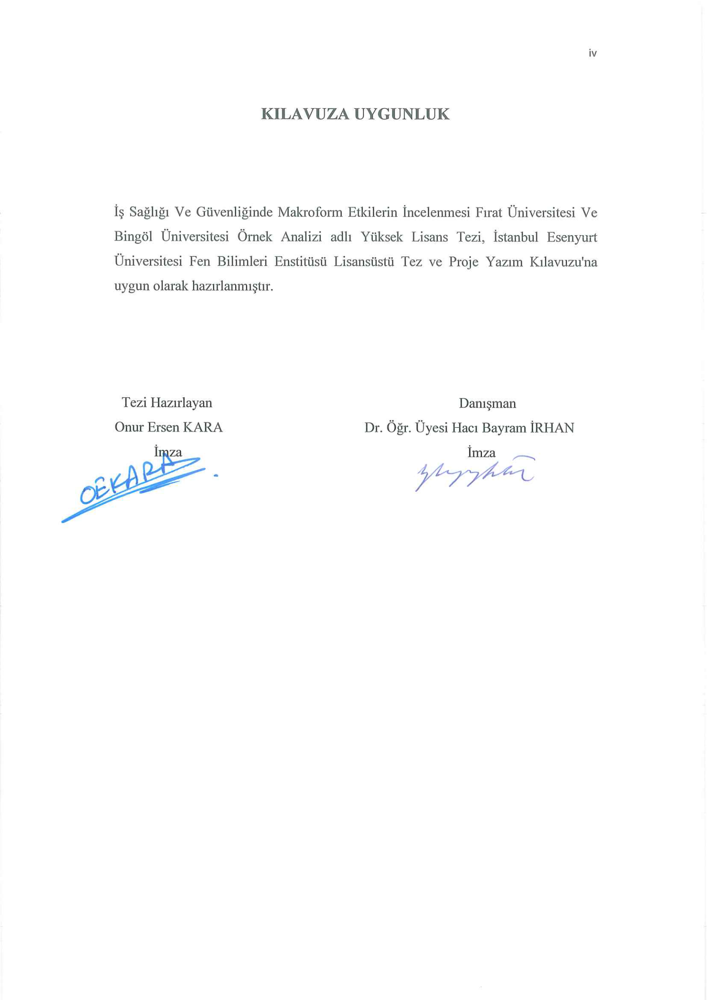 iv
KILAVUZA UYGUNLUK
İş Sağlığı Ve Güvenliğinde Makroform Etkilerin İncelenmesi Fırat Üniversitesi Ve
Bingöl Üniversitesi Örnek Analizi adlı Yüksek Lisans Tezi, İstanbul Esenyurt
Üniversitesi Fen Bilimleri Enstitüsü Lisansüstü Tez ve Proje Yazım Kılavuzu'na
uygun olarak hazırlanmıştır.
Tezi Hazırlayan
Onur Ersen KARA
İmza
OEKARA
Danışman
Dr. Öğr. Üyesi Hacı Bayram İRHAN
İmza